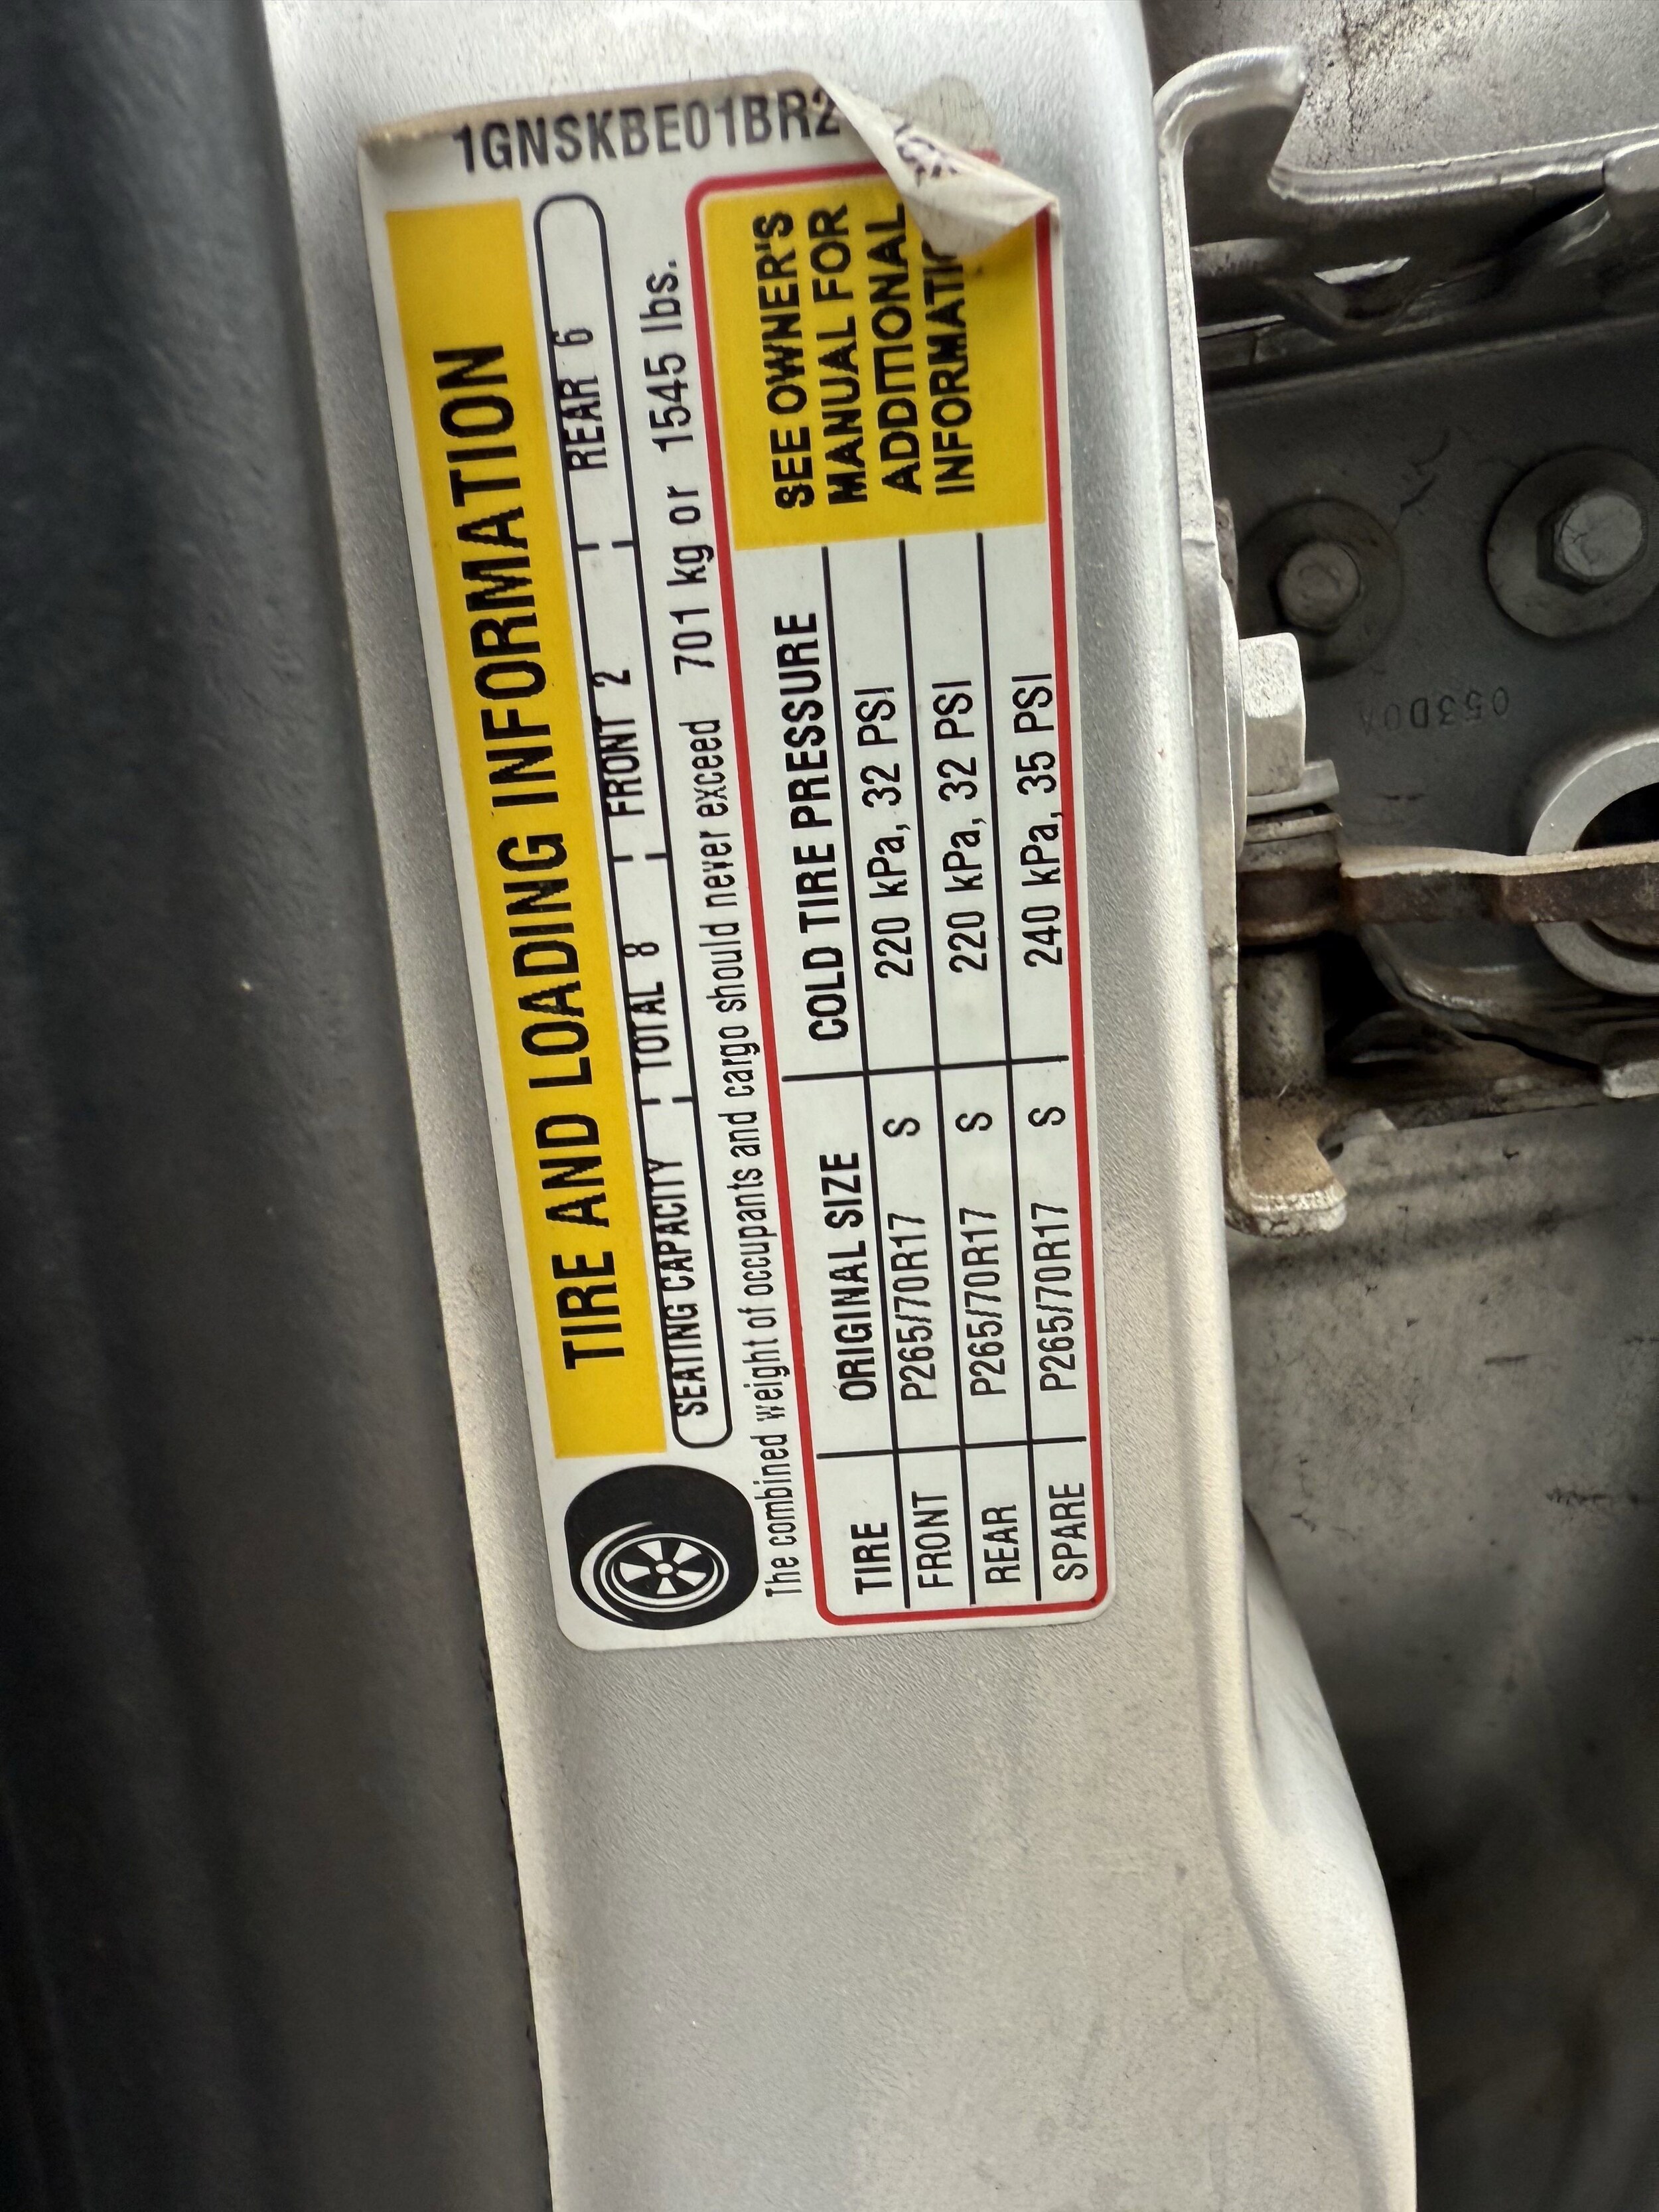 1GNSKBE01BR2
TIRE AND LOADING INFORMATION
SEATING CAPACITY TOTAL 8 FRONT 2 REAR 6
The combined weight of occupants and cargo should never exceed 701 kg or 1545 lbs.
TIRE ORIGINAL SIZE COLD TIRE PRESSURE
FRONT P265/70R17 S 220 kPa, 32 PSI
REAR P265/70R17 S 220 kPa, 32 PSI
SPARE P265/70R17 S 240 kPa, 35 PSI
SEE OWNER'S
MANUAL FOR
ADDITIONAL
INFORMATIO
053D0